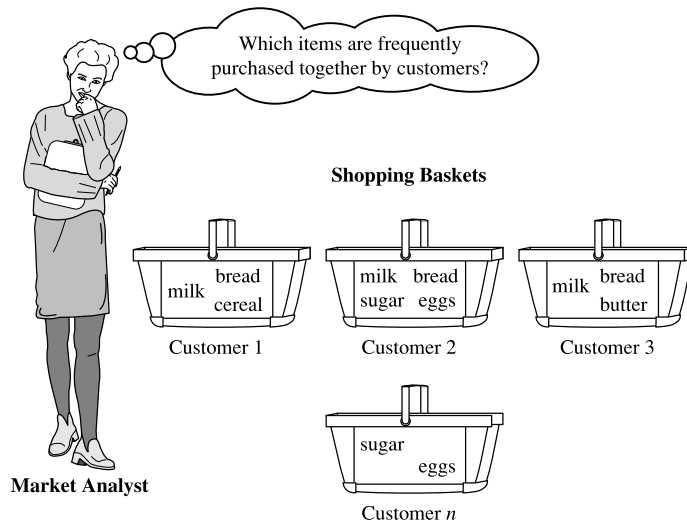 Which items are frequently
purchased together by customers?
Shopping Baskets
milk bread
cereal
Customer 1
milk bread
sugar eggs
Customer 2
milk bread
butter
Customer 3
sugar
eggs
Customer n
Market Analyst